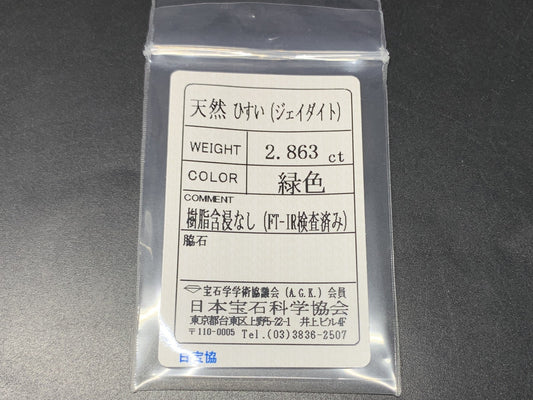 天然 ひすい (ジェイダイト)
WEIGHT 2.863 ct
COLOR 緑色
COMMENT
樹脂含浸なし (FT-IR検査済み)
脇石
宝石学学術協議会 (A.G.K.) 会員
日本宝石科学協会
東京都台東区上野5-22-1 井上ビル4F
〒110-0005 Tel.(03)3836-2507
日宝協